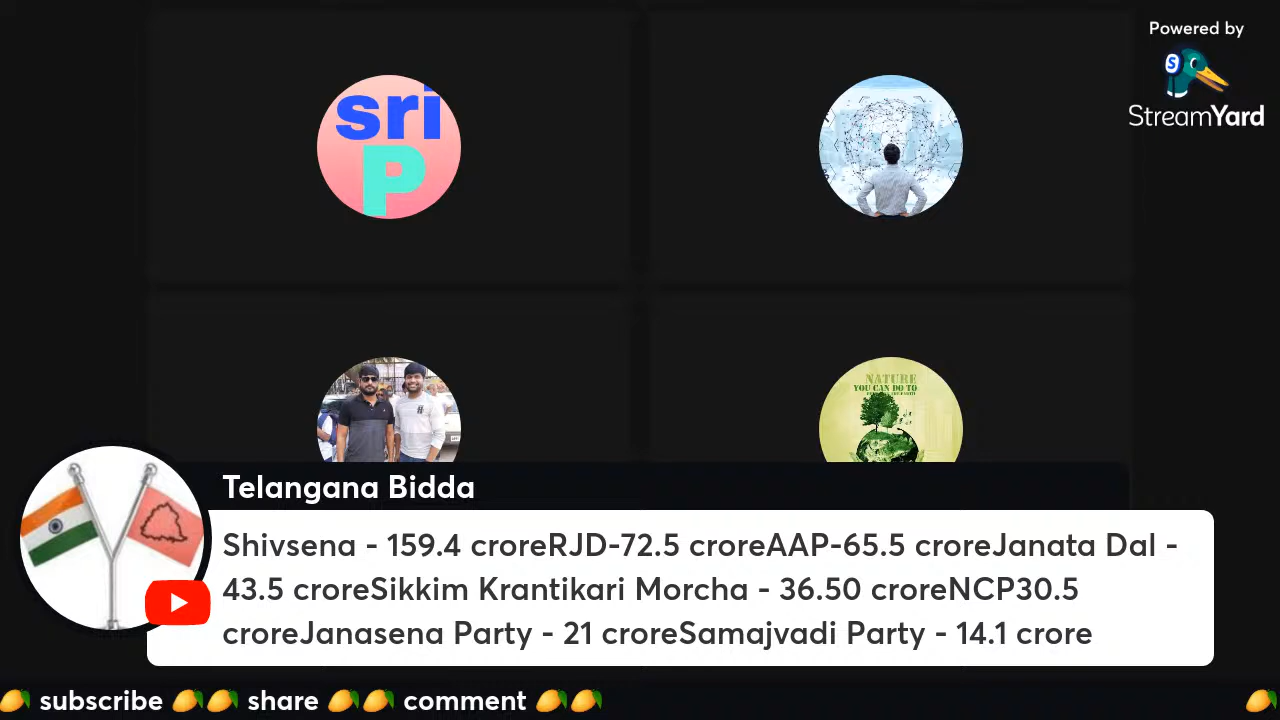 Powered by
S
StreamYard
sri
P
NATURE
YOU CAN DO TO
#
Telangana Bidda
Shivsena - 159.4 croreRJD-72.5 croreAAP-65.5 croreJanata Dal -
43.5 croreSikkim Krantikari Morcha - 36.50 croreNCP30.5
croreJanasena Party - 21 croreSamajvadi Party - 14.1 crore
🥭 subscribe 🥭🥭 share 🥭🥭 comment 🥭🥭 🥭